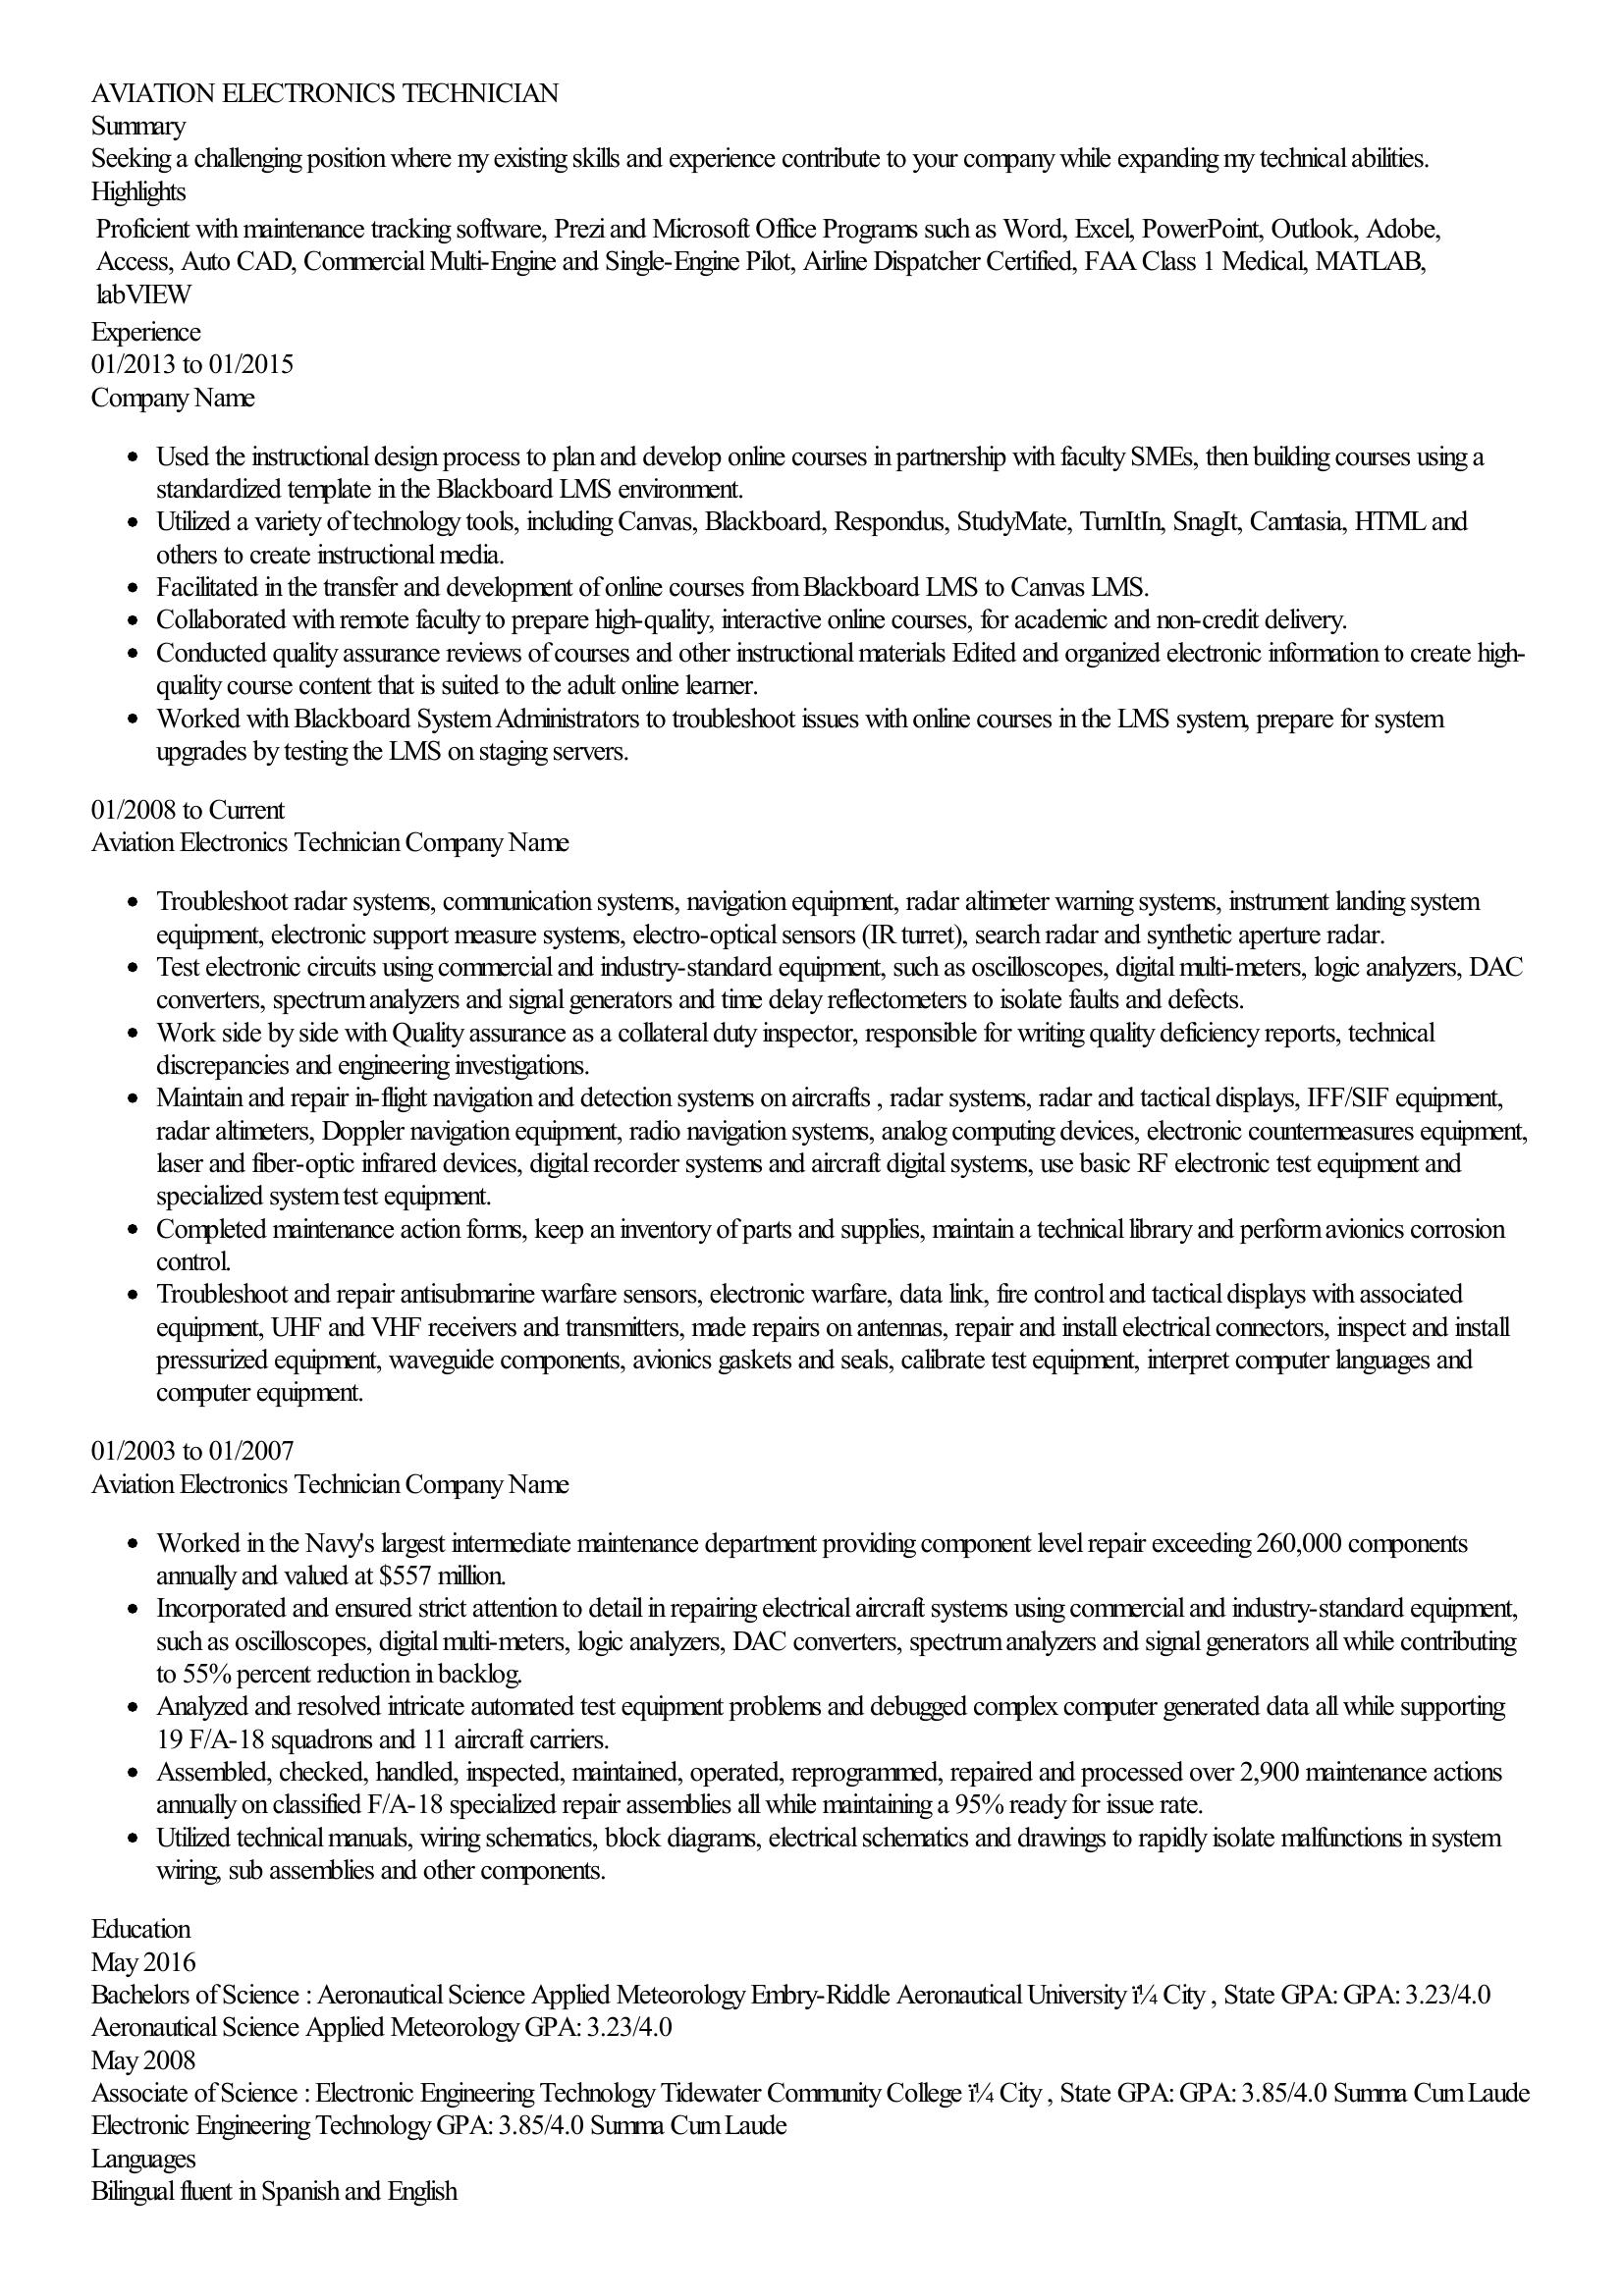 AVIATION ELECTRONICS TECHNICIAN
Summary
Seeking a challenging position where my existing skills and experience contribute to your company while expanding my technical abilities.
Highlights
Proficient with maintenance tracking software, Prezi and Microsoft Office Programs such as Word, Excel, PowerPoint, Outlook, Adobe,
Access, Auto CAD, Commercial Multi-Engine and Single-Engine Pilot, Airline Dispatcher Certified, FAA Class 1 Medical, MATLAB,
labVIEW
Experience
01/2013 to 01/2015
Company Name
• Used the instructional design process to plan and develop online courses in partnership with faculty SMEs, then building courses using a
standardized template in the Blackboard LMS environment.
• Utilized a variety of technology tools, including Canvas, Blackboard, Respondus, StudyMate, TurnItIn, SnagIt, Camtasia, HTML and
others to create instructional media.
• Facilitated in the transfer and development of online courses from Blackboard LMS to Canvas LMS.
• Collaborated with remote faculty to prepare high-quality, interactive online courses, for academic and non-credit delivery.
• Conducted quality assurance reviews of courses and other instructional materials Edited and organized electronic information to create high-
quality course content that is suited to the adult online learner.
• Worked with Blackboard System Administrators to troubleshoot issues with online courses in the LMS system, prepare for system
upgrades by testing the LMS on staging servers.
01/2008 to Current
Aviation Electronics Technician Company Name
• Troubleshoot radar systems, communication systems, navigation equipment, radar altimeter warning systems, instrument landing system
equipment, electronic support measure systems, electro-optical sensors (IR turret), search radar and synthetic aperture radar.
• Test electronic circuits using commercial and industry-standard equipment, such as oscilloscopes, digital multi-meters, logic analyzers, DAC
converters, spectrum analyzers and signal generators and time delay reflectometers to isolate faults and defects.
• Work side by side with Quality assurance as a collateral duty inspector, responsible for writing quality deficiency reports, technical
discrepancies and engineering investigations.
• Maintain and repair in-flight navigation and detection systems on aircrafts , radar systems, radar and tactical displays, IFF/SIF equipment,
radar altimeters, Doppler navigation equipment, radio navigation systems, analog computing devices, electronic countermeasures equipment,
laser and fiber-optic infrared devices, digital recorder systems and aircraft digital systems, use basic RF electronic test equipment and
specialized system test equipment.
• Completed maintenance action forms, keep an inventory of parts and supplies, maintain a technical library and perform avionics corrosion
control.
• Troubleshoot and repair antisubmarine warfare sensors, electronic warfare, data link, fire control and tactical displays with associated
equipment, UHF and VHF receivers and transmitters, made repairs on antennas, repair and install electrical connectors, inspect and install
pressurized equipment, waveguide components, avionics gaskets and seals, calibrate test equipment, interpret computer languages and
computer equipment.
01/2003 to 01/2007
Aviation Electronics Technician Company Name
• Worked in the Navy's largest intermediate maintenance department providing component level repair exceeding 260,000 components
annually and valued at $557 million.
• Incorporated and ensured strict attention to detail in repairing electrical aircraft systems using commercial and industry-standard equipment,
such as oscilloscopes, digital multi-meters, logic analyzers, DAC converters, spectrum analyzers and signal generators all while contributing
to 55% percent reduction in backlog.
• Analyzed and resolved intricate automated test equipment problems and debugged complex computer generated data all while supporting
19 F/A-18 squadrons and 11 aircraft carriers.
• Assembled, checked, handled, inspected, maintained, operated, reprogrammed, repaired and processed over 2,900 maintenance actions
annually on classified F/A-18 specialized repair assemblies all while maintaining a 95% ready for issue rate.
• Utilized technical manuals, wiring schematics, block diagrams, electrical schematics and drawings to rapidly isolate malfunctions in system
wiring, sub assemblies and other components.
Education
May 2016
Bachelors of Science : Aeronautical Science Applied Meteorology Embry-Riddle Aeronautical University ï¼ City , State GPA: GPA: 3.23/4.0
Aeronautical Science Applied Meteorology GPA: 3.23/4.0
May 2008
Associate of Science : Electronic Engineering Technology Tidewater Community College ï¼ City , State GPA: GPA: 3.85/4.0 Summa Cum Laude
Electronic Engineering Technology GPA: 3.85/4.0 Summa Cum Laude
Languages
Bilingual fluent in Spanish and English